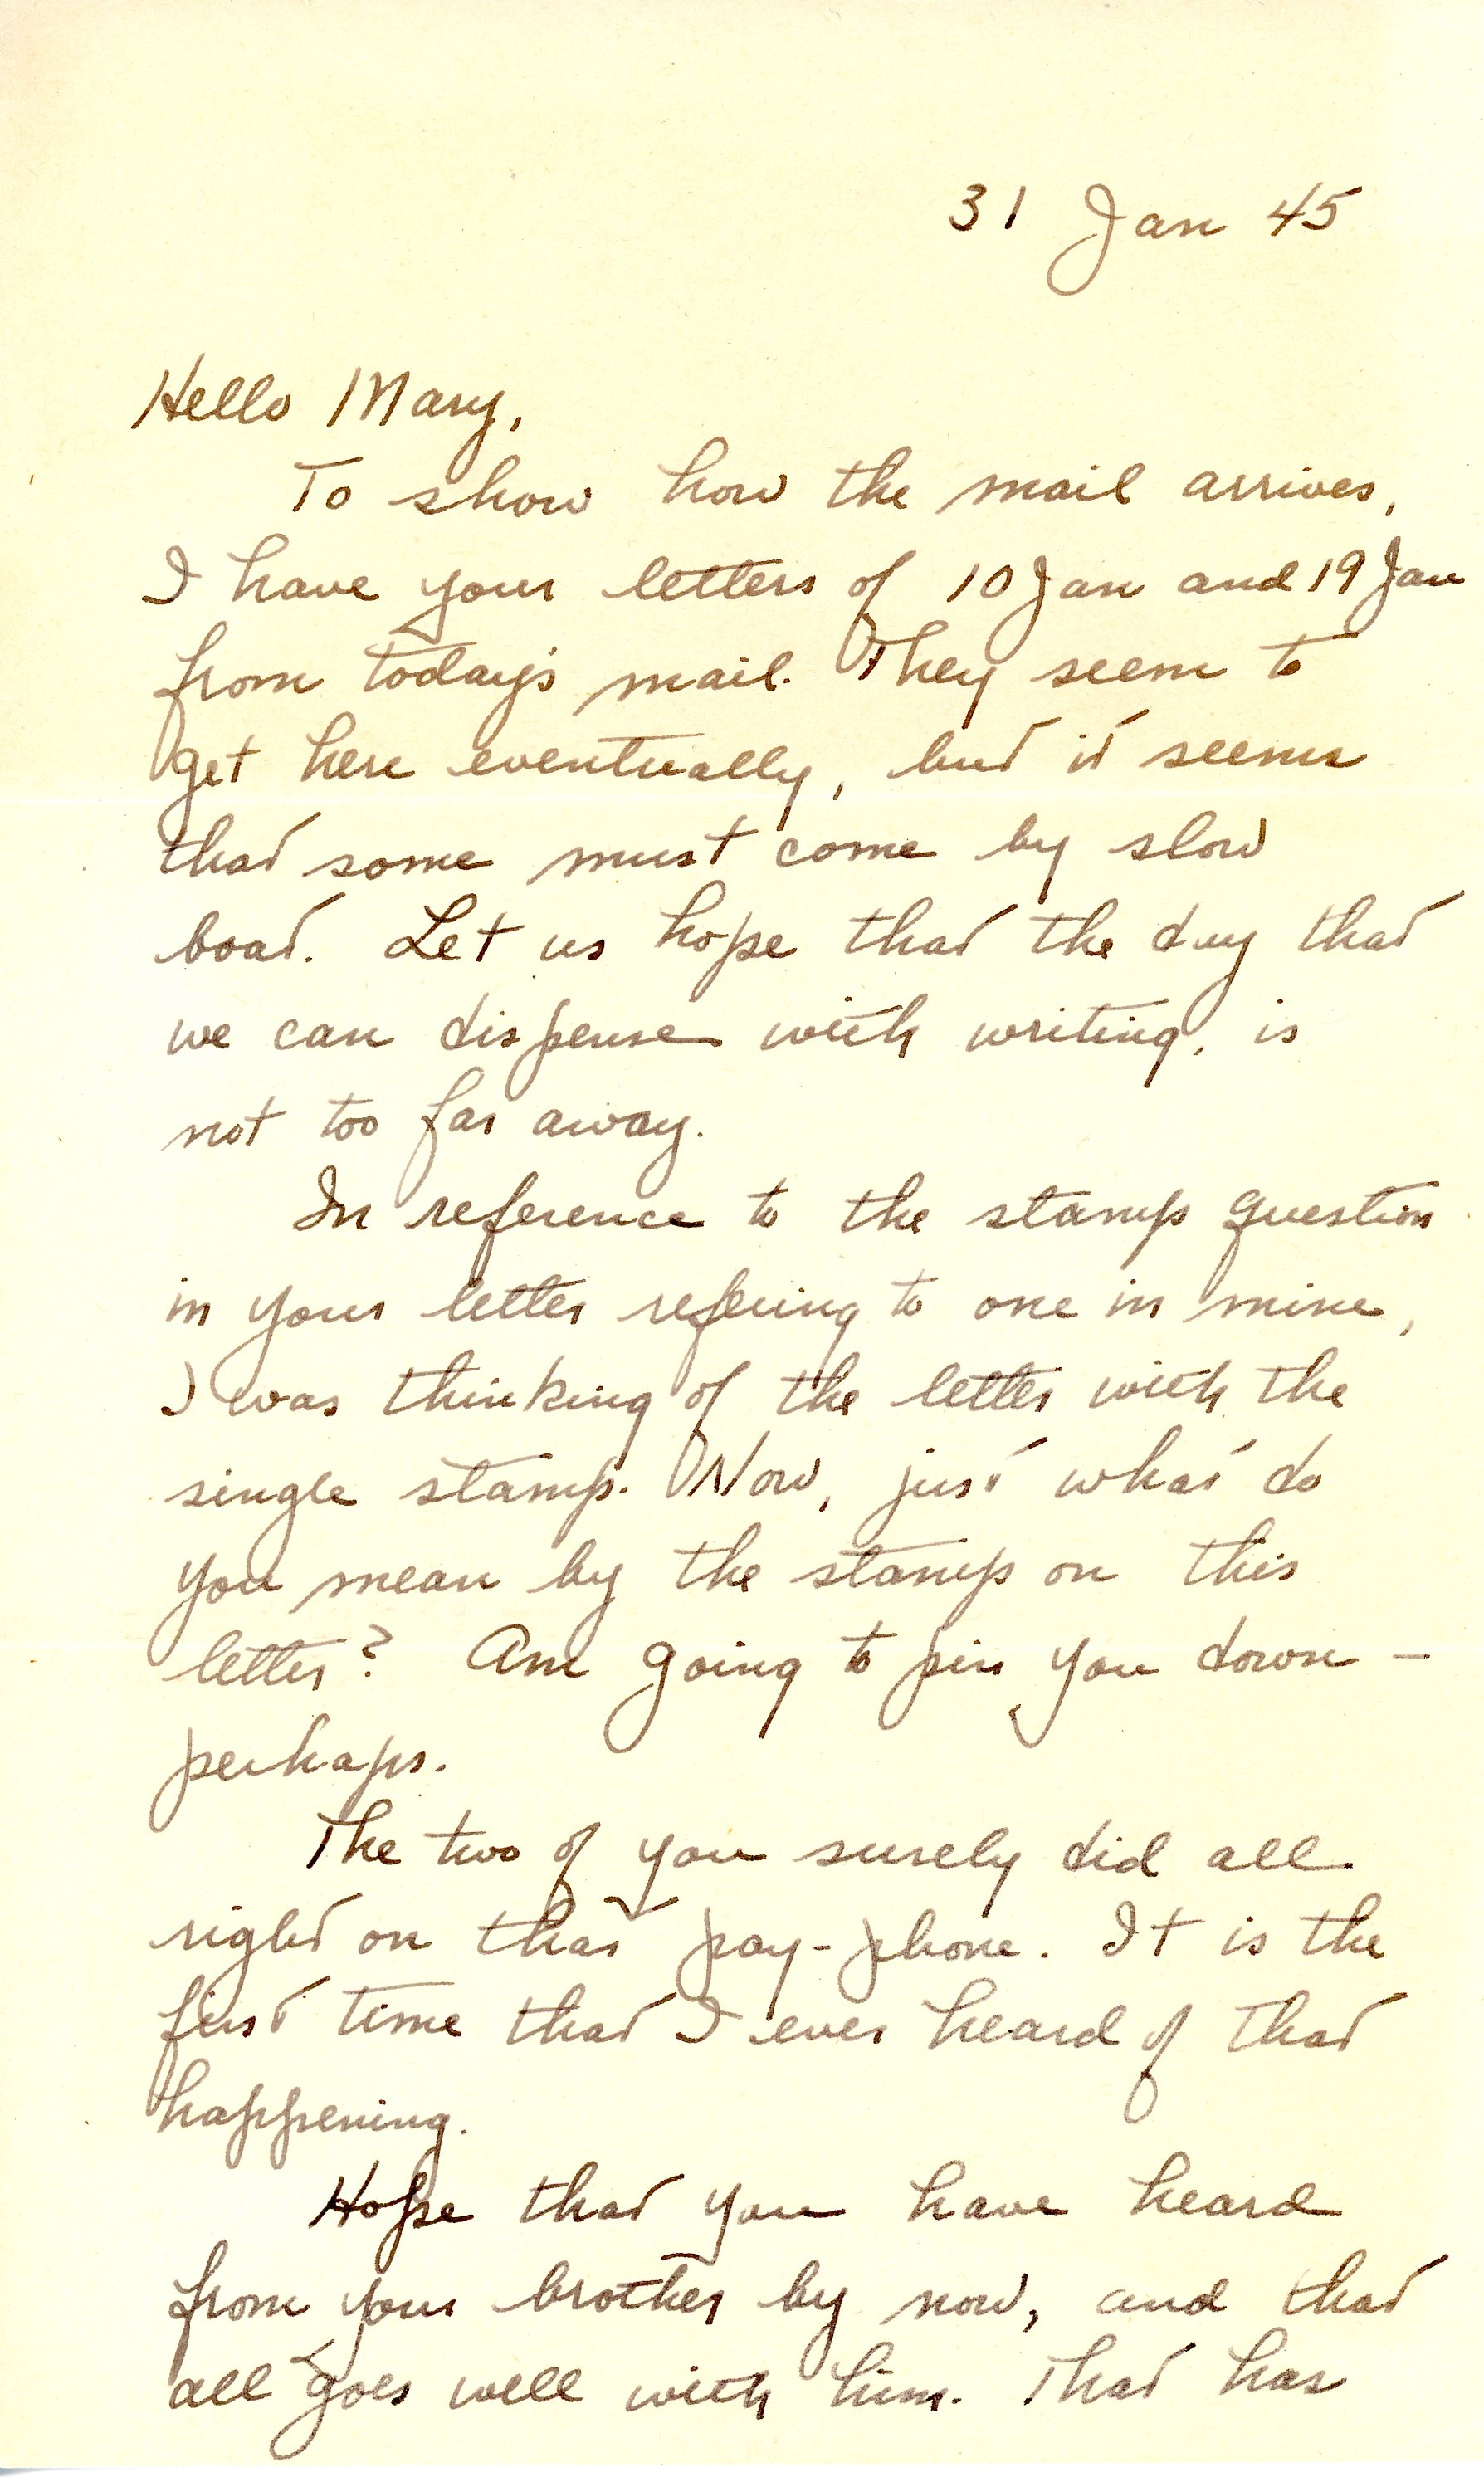 31 Jan 45
Hello Mary,
To show how the mail arrives,
I have your letters of 10 Jan and 19 Jan
from today's mail. They seem to
get here eventually, but it seems
that some must come by slow
boat. Let us hope that the day that
we can dispense with writing, is
not too far away.
In reference to the stamp question
in your letter refering to one in mine,
I was thinking of the letter with the
single stamp. Now, just what do
you mean by the stamp on this
letter? Am going to pin you down -
perhaps.
The two of you surely did all
right on that pay-phone. It is the
first time that I ever heard of that
happening.
Hope that you have heard
from your brother by now, and that
all goes well with him. That has